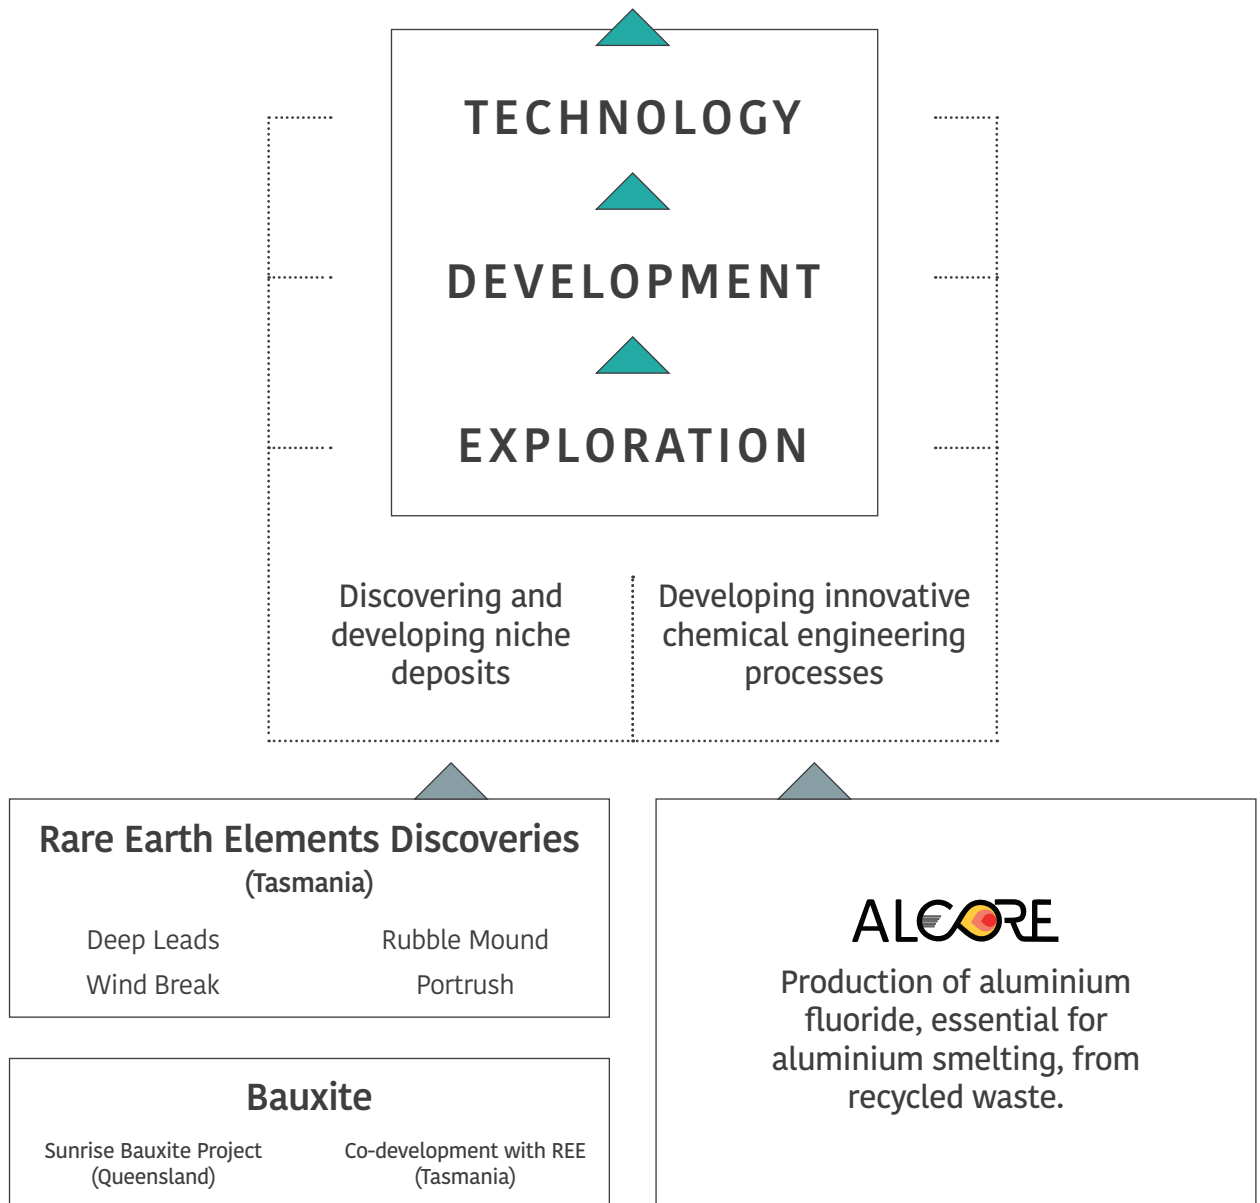 TECHNOLOGY
DEVELOPMENT
EXPLORATION
Discovering and
developing niche
deposits
Developing innovative
chemical engineering
processes
Rare Earth Elements Discoveries
(Tasmania)
Deep Leads
Rubble Mound
Wind Break
Portrush
Bauxite
Sunrise Bauxite Project
(Queensland)
Co-development with REE
(Tasmania)
ALCORE
Production of aluminium
fluoride, essential for
aluminium smelting, from
recycled waste.